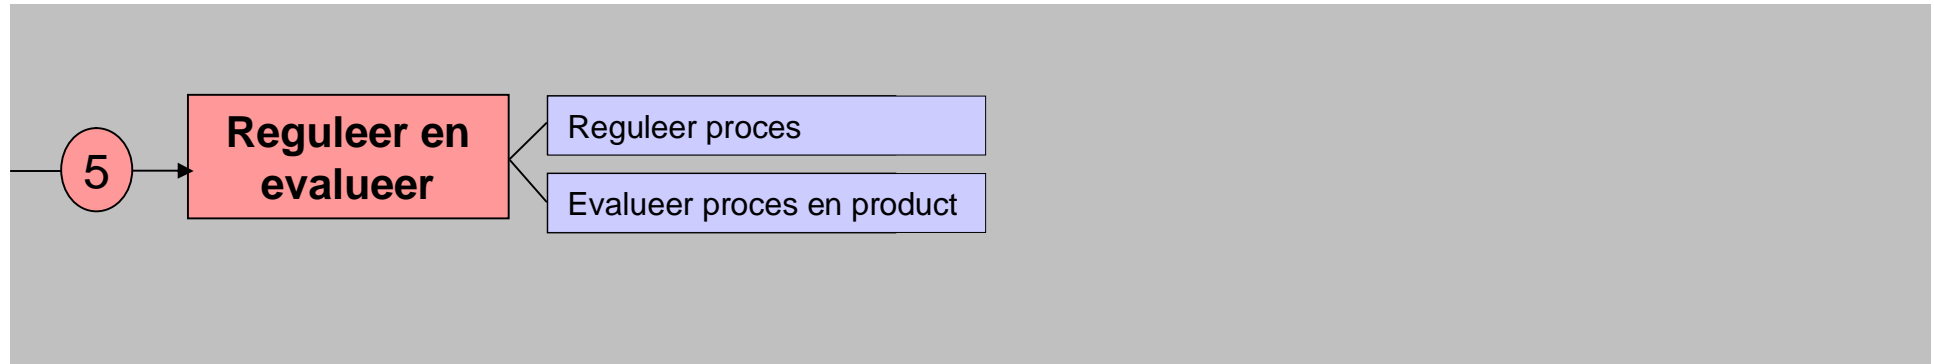 5
Reguleer en
evalueer
Reguleer proces
Evalueer proces en product